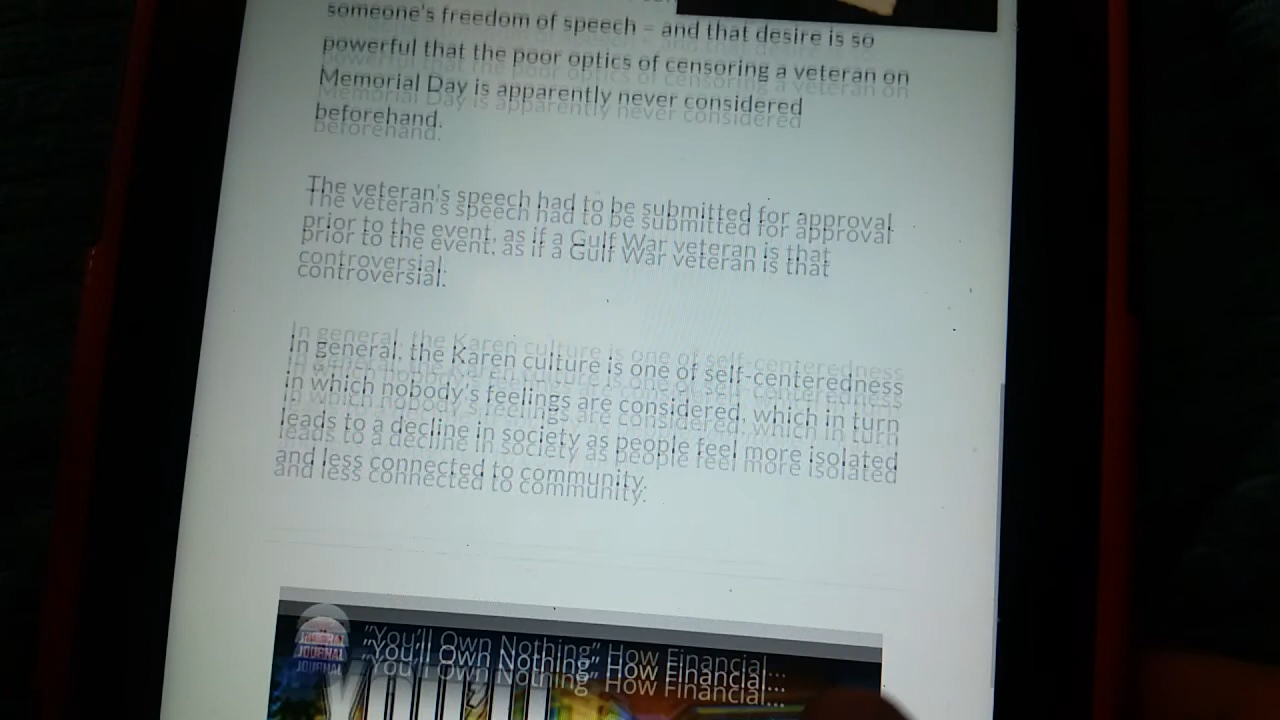 someone's freedom of speech – and that desire is so
powerful that the poor optics of censoring a veteran on
Memorial Day is apparently never considered
beforehand.
The veteran's speech had to be submitted for approval
prior to the event, as if a Gulf War veteran is that
controversial.
In general, the Karen culture is one of self-centeredness
in which nobody's feelings are considered, which in turn
leads to a decline in society as people feel more isolated
and less connected to community.
"You'll Own Nothing" How Financial...
JOURNAL